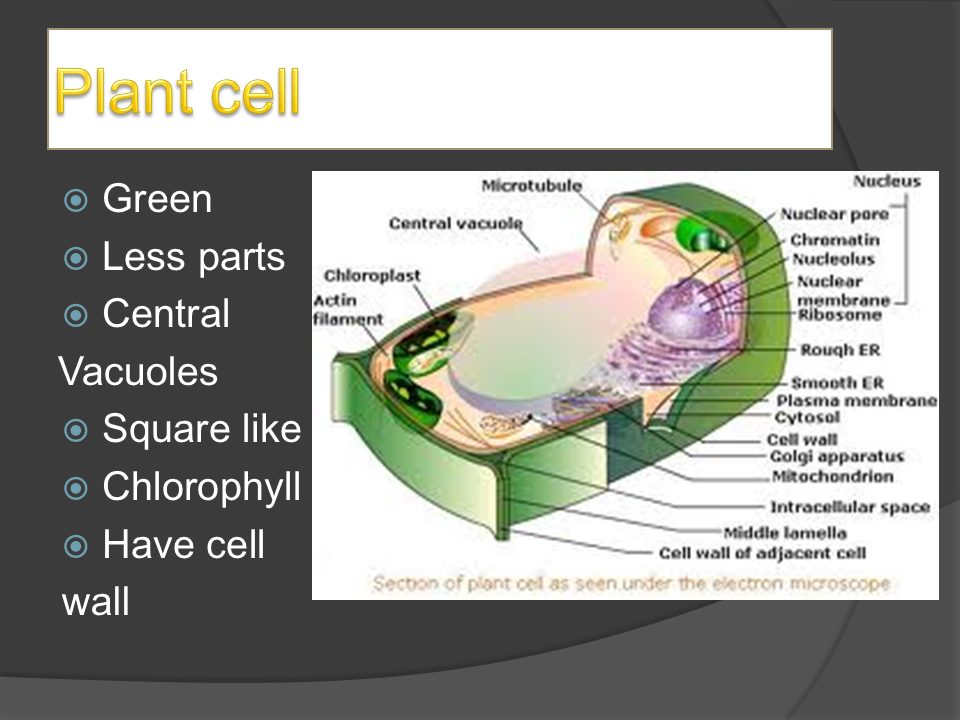 Plant cell
Green
Less parts
Central
Vacuoles
Square like
Chlorophyll
Have cell
wall
Microtubule
Central vacuole
Chloroplast
Actin
filament
Nucleus
Nuclear pore
Chromatin
Nucleolus
Nuclear
membrane
Ribosome
Rough ER
Smooth ER
Plasma membrane
Cytosol
Cell wall
Golgi apparatus
Mitochondrion
Intracellular space
Middle lamella
Cell wall of adjacent cell
Section of plant cell as seen under the electron microscope